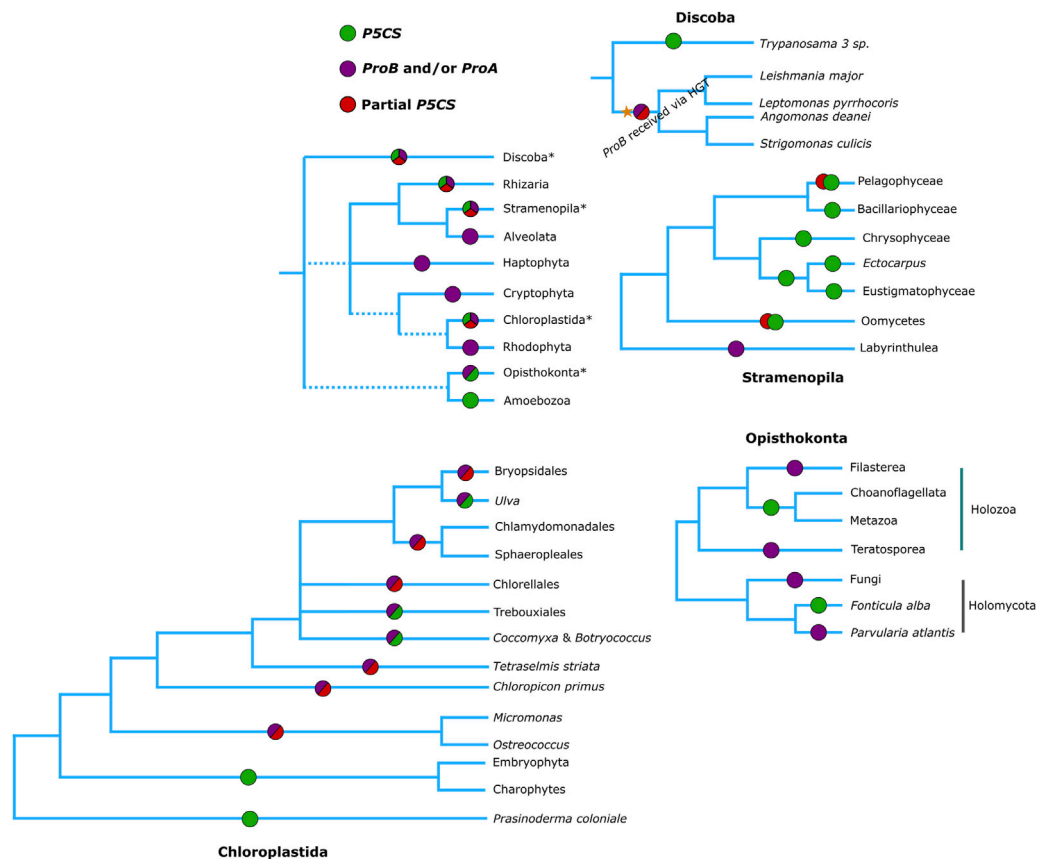 P5CS
ProB and/or ProA
Partial P5CS
Discoba
Trypanosama 3 sp.
Leishmania major
Leptomonas pyrrhocoris
Angomonas deanei
Strigomonas culicis
ProB received via HGT
Discoba*
Rhizaria
Stramenopila*
Alveolata
Haptophyta
Cryptophyta
Chloroplastida*
Rhodophyta
Opisthokonta*
Amoebozoa
Pelagophyceae
Bacillariophyceae
Chrysophyceae
Ectocarpus
Eustigmatophyceae
Oomycetes
Labyrinthulea
Stramenopila
Opisthokonta
Filasterea
Choanoflagellata
Metazoa
Teratosporea
Holozoa
Fungi
Fonticula alba
Parvularia atlantis
Holomycota
Bryopsidales
Ulva
Chlamydomonadales
Sphaeropleales
Chlorellales
Trebouxiales
Coccomyxa & Botryococcus
Tetraselmis striata
Chloropicon primus
Micromonas
Ostreococcus
Embryophyta
Charophytes
Prasinoderma coloniale
Chloroplastida